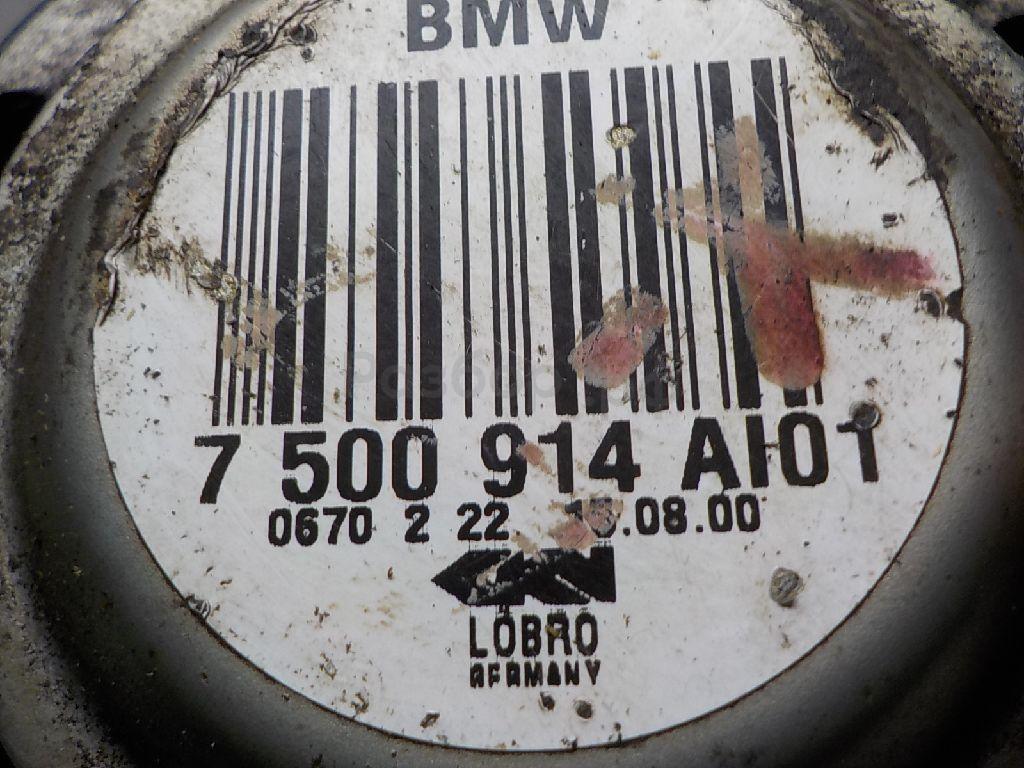 BMW
7 500 914 AI01
0670 2 22 .08.00
LÖBRO
GERMANY